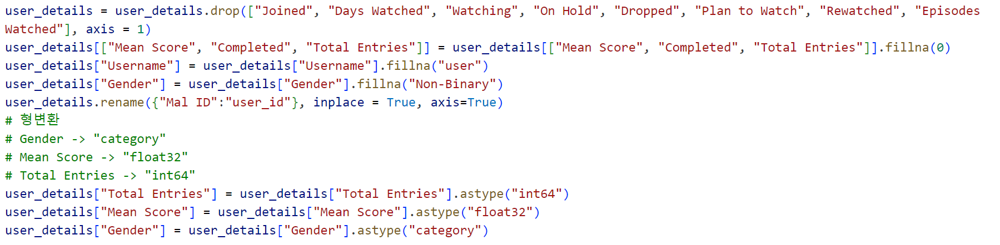 user_details = user_details.drop(["Joined", "Days Watched", "Watching", "On Hold", "Dropped", "Plan to Watch", "Rewatched", "Episodes
Watched"], axis = 1)
user_details[["Mean Score", "Completed", "Total Entries"]] = user_details[["Mean Score", "Completed", "Total Entries"]].fillna(0)
user_details["Username"] = user_details["Username"].fillna("user")
user_details["Gender"] = user_details["Gender"].fillna("Non-Binary")
user_details.rename({"Mal ID":"user_id"}, inplace = True, axis=True)
# 형변환
# Gender -> "category"
# Mean Score -> "float32"
# Total Entries -> "int64"
user_details["Total Entries"] = user_details["Total Entries"].astype("int64")
user_details["Mean Score"] = user_details["Mean Score"].astype("float32")
user_details["Gender"] = user_details["Gender"].astype("category")